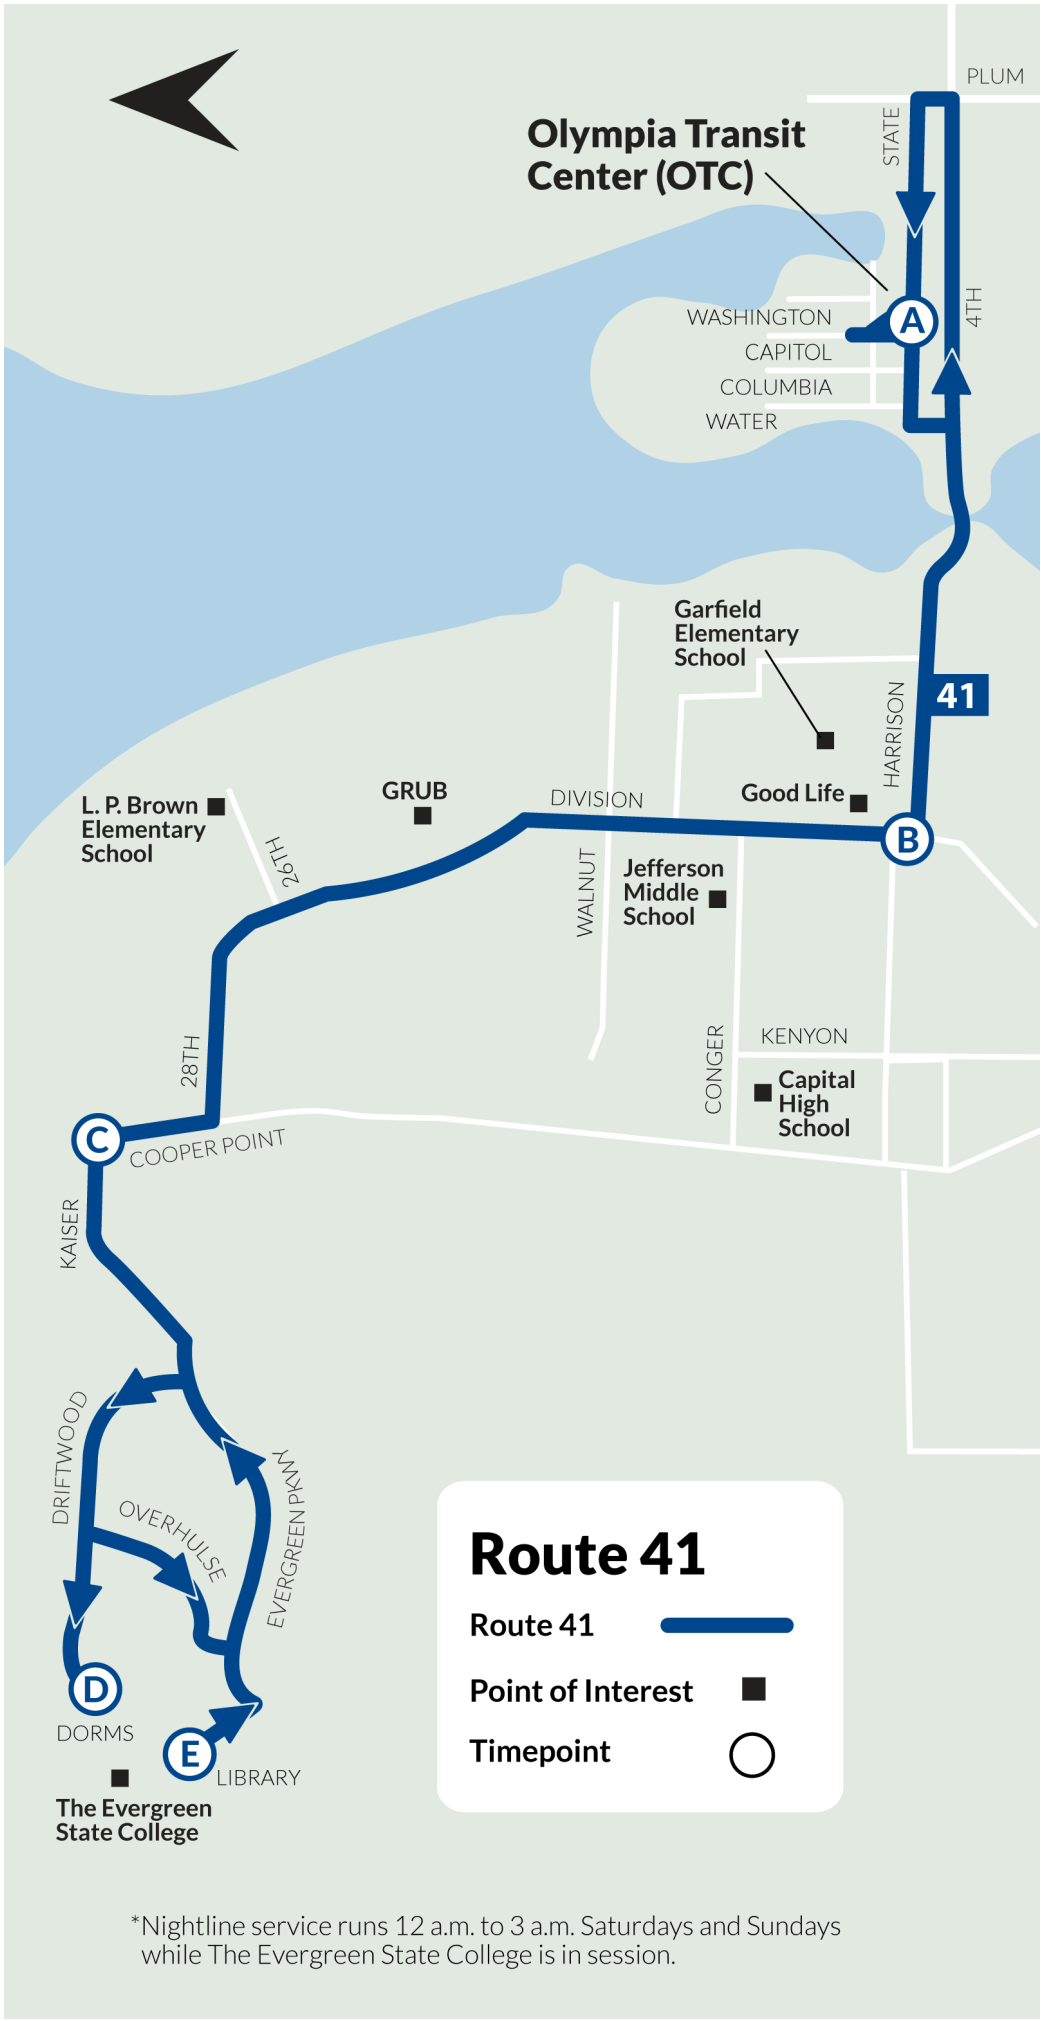 PLUM
STATE
Olympia Transit
Center (OTC)
4TH
A
WASHINGTON
CAPITOL
COLUMBIA
WATER
Garfield
Elementary
School
41
HARRISON
Good Life
GRUB
DIVISION
L. P. Brown
Elementary
School
26TH
B
WALNUT
Jefferson
Middle
School
28TH
CONGER
KENYON
Capital
High
School
C
COOPER POINT
KAISER
DRIFTWOOD
OVERHULSE
EVERGREEN PKWY
D
DORMS
E
LIBRARY
The Evergreen
State College
Route 41
Route 41
Point of Interest
Timepoint
*Nightline service runs 12 a.m. to 3 a.m. Saturdays and Sundays
while The Evergreen State College is in session.